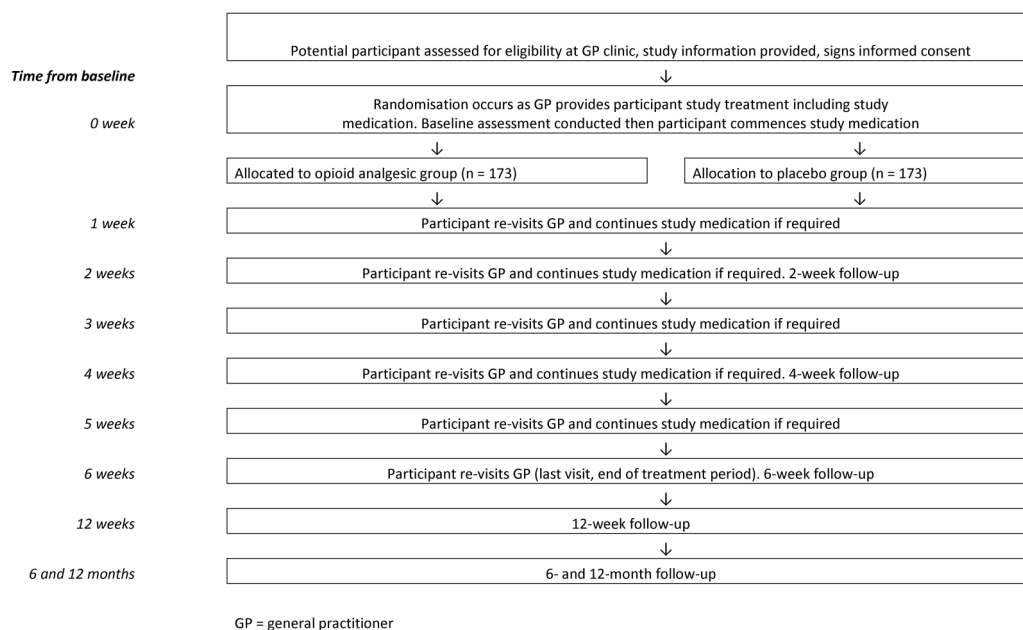 Potential participant assessed for eligibility at GP clinic, study information provided, signs informed consent
Time from baseline
↓
Randomisation occurs as GP provides participant study treatment including study
0 week
medication. Baseline assessment conducted then participant commences study medication
↓ ↓
Allocated to opioid analgesic group (n = 173)
Allocation to placebo group (n = 173)
↓ ↓
1 week
Participant re-visits GP and continues study medication if required
↓
2 weeks
Participant re-visits GP and continues study medication if required. 2-week follow-up
↓
3 weeks
Participant re-visits GP and continues study medication if required
↓
4 weeks
Participant re-visits GP and continues study medication if required. 4-week follow-up
↓
5 weeks
Participant re-visits GP and continues study medication if required
↓
6 weeks
Participant re-visits GP (last visit, end of treatment period). 6-week follow-up
↓
12 weeks
12-week follow-up
↓
6 and 12 months
6- and 12-month follow-up
GP = general practitioner